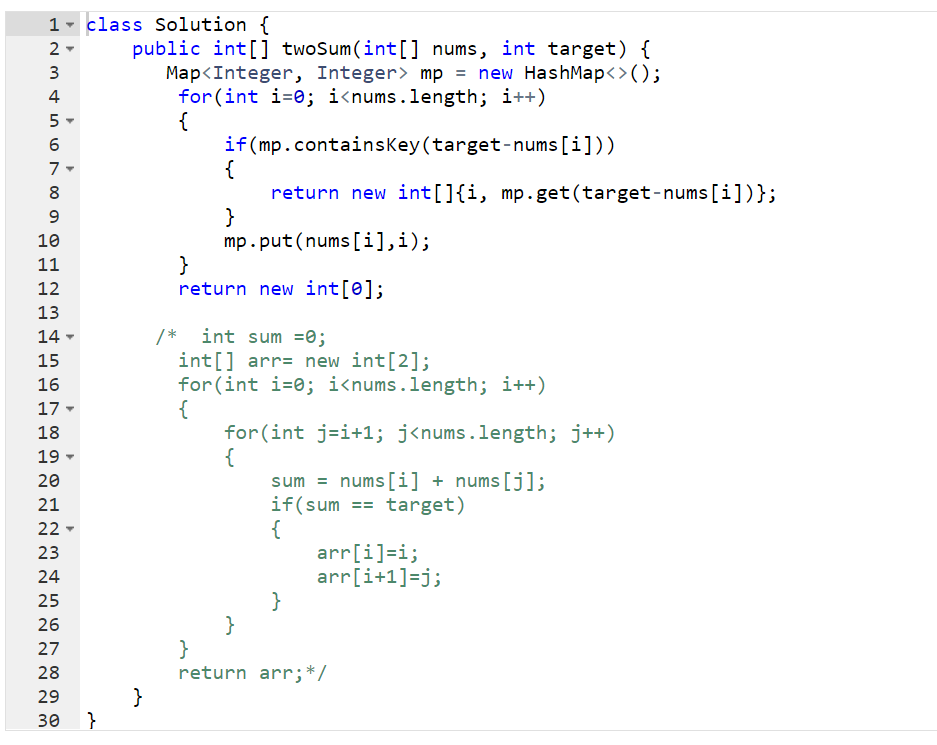 1 class Solution {
2 public int[] twoSum(int[] nums, int target) {
3 Map<Integer, Integer> mp = new HashMap<>();
4 for(int i=0; i<nums.length; i++)
5 {
6 if(mp.containsKey(target-nums[i]))
7 {
8 return new int[]{i, mp.get(target-nums[i])};
9 }
10 mp.put(nums[i],i);
11 }
12 return new int[0];
13
14 /* int sum =0;
15 int[] arr= new int[2];
16 for(int i=0; i<nums.length; i++)
17 {
18 for(int j=i+1; j<nums.length; j++)
19 {
20 sum = nums[i] + nums[j];
21 if(sum == target)
22 {
23 arr[i]=i;
24 arr[i+1]=j;
25 }
26 }
27 }
28 return arr;*/
29 }
30 }